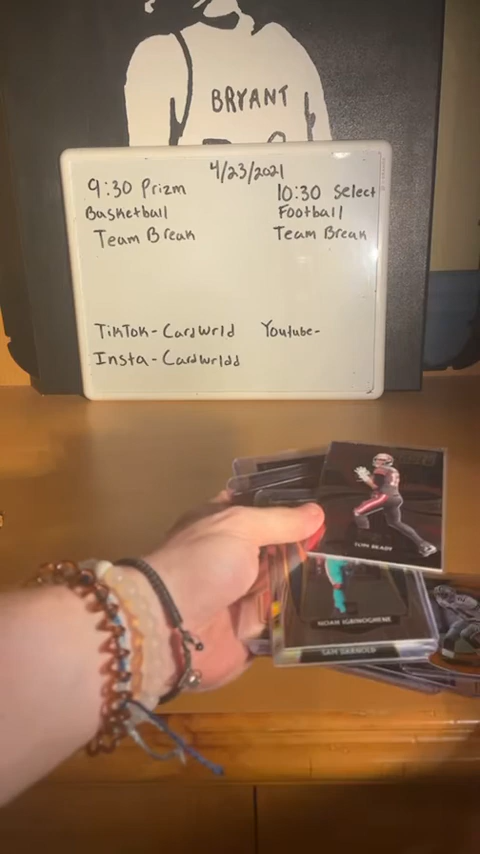 BRYANT
4/23/2021
9:30 Prizm
Basketball
Team Break
10:30 Select
Football
Team Break
TikTok - Cardwrld
Youtube -
Insta - Cardwrldd
TOM BRADY
NOAH IGBINOGHENE
SAM DARNOLD